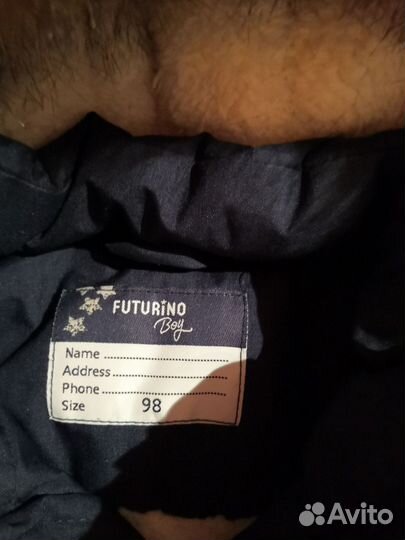 FUTURiNO
Boy
Name
Address
Phone
Size 98
Avito